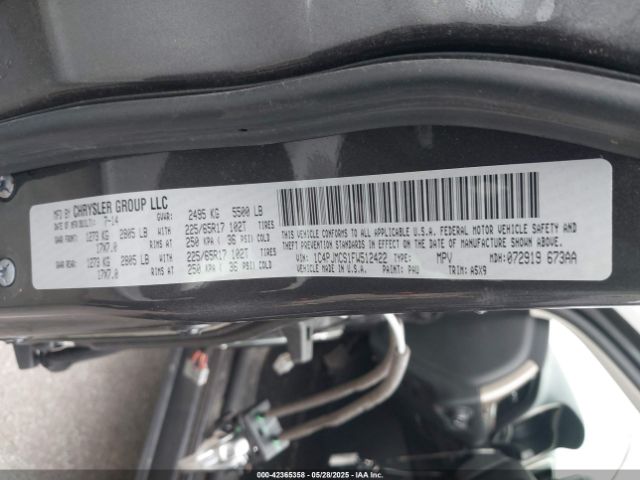 MFD BY CHRYSLER GROUP LLC
DATE OF MFR/BUILT: 7-14 GVWR: 2495 KG 5500 LB
GAWR FRONT: 1273 KG 2805 LB WITH 225/65R17 102T TIRES
17X7.0 RIMS AT 250 KPA ( 36 PSI) COLD
GAWR REAR: 1273 KG 2805 LB WITH 225/65R17 102T TIRES
17X7.0 RIMS AT 250 KPA ( 36 PSI) COLD
THIS VEHICLE CONFORMS TO ALL APPLICABLE U.S.A. FEDERAL MOTOR VEHICLE SAFETY, BUMPER AND
THEFT PREVENTION STANDARDS IN EFFECT ON THE DATE OF MANUFACTURE SHOWN ABOVE.
VIN: 1C4PJMCS1FW512422 TYPE: MPV MDH: 072919 673AA
VEHICLE MADE IN U.S.A. PAINT: PAU TRIM: A5X9
000-42365358 05/28/2025 IAA Inc.